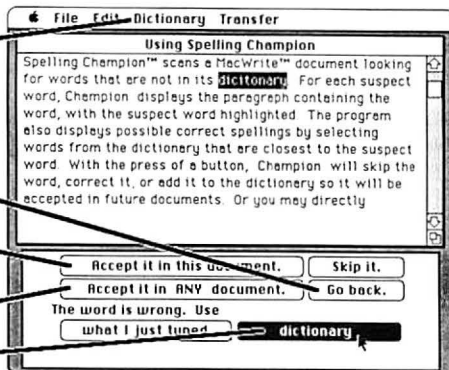 File Edit Dictionary Transfer
Using Spelling Champion
Spelling Champion™ scans a MacWrite™ document looking
for words that are not in its dicitonary. For each suspect
word, Champion displays the paragraph containing the
word, with the suspect word highlighted. The program
also displays possible correct spellings by selecting
words from the dictionary that are closest to the suspect
word. With the press of a button, Champion will skip the
word, correct it, or add it to the dictionary so it will be
accepted in future documents. Or you may directly
Accept it in this document. Skip it.
Accept it in ANY document. Go back.
The word is wrong. Use
what I just typed dictionary